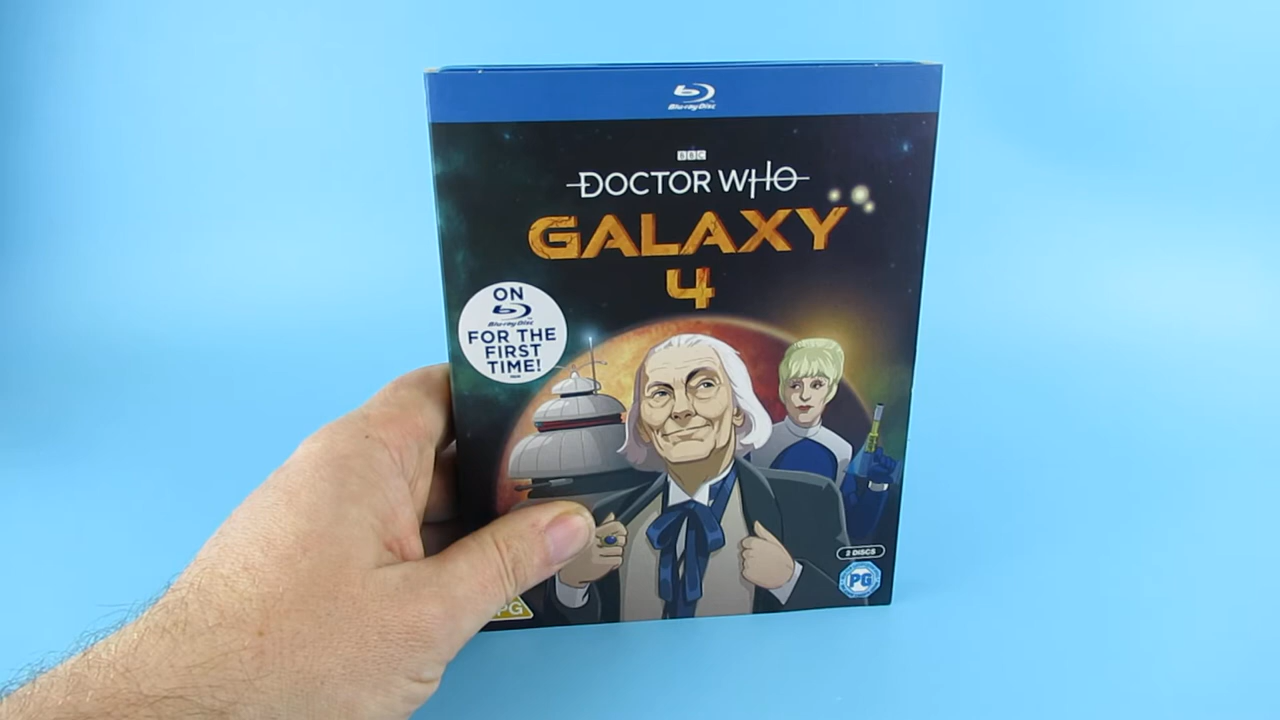 Blu-ray Disc
BBC
DOCTOR WHO
GALAXY
4
ON
Blu-ray Disc
FOR THE
FIRST
TIME!
2 DISCS
PG
PG